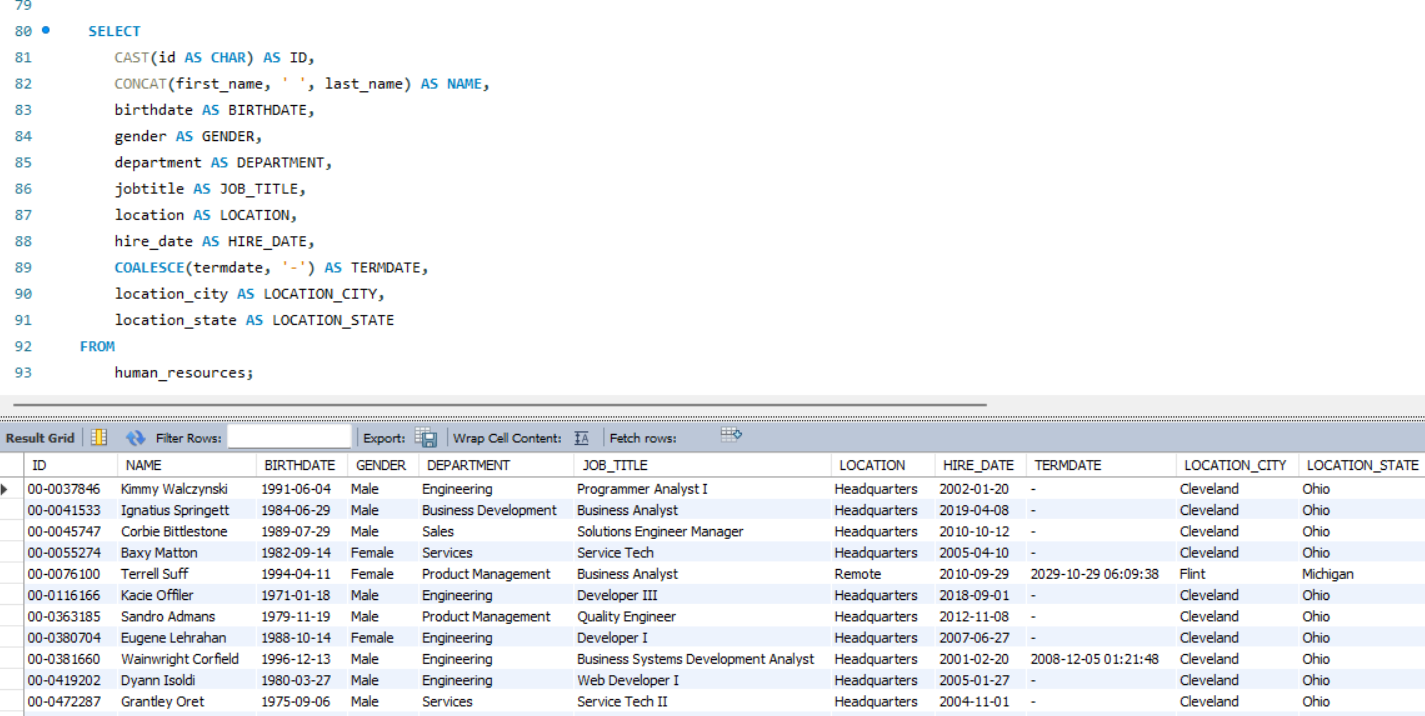 79
80 SELECT
81 CAST(id AS CHAR) AS ID,
82 CONCAT(first_name, ' ', last_name) AS NAME,
83 birthdate AS BIRTHDATE,
84 gender AS GENDER,
85 department AS DEPARTMENT,
86 jobtitle AS JOB_TITLE,
87 location AS LOCATION,
88 hire_date AS HIRE_DATE,
89 COALESCE(termdate, '-') AS TERMDATE,
90 location_city AS LOCATION_CITY,
91 location_state AS LOCATION_STATE
92 FROM
93 human_resources;
Result Grid Filter Rows: Export: Wrap Cell Content: IA Fetch rows:
ID NAME BIRTHDATE GENDER DEPARTMENT JOB_TITLE LOCATION HIRE_DATE TERMDATE LOCATION_CITY LOCATION_STATE
00-0037846 Kimmy Walczynski 1991-06-04 Male Engineering Programmer Analyst I Headquarters 2002-01-20 - Cleveland Ohio
00-0041533 Ignatius Springett 1984-06-29 Male Business Development Business Analyst Headquarters 2019-04-08 - Cleveland Ohio
00-0045747 Corbie Bittlestone 1989-07-29 Male Sales Solutions Engineer Manager Headquarters 2010-10-12 - Cleveland Ohio
00-0055274 Baxy Matton 1982-09-14 Female Services Service Tech Headquarters 2005-04-10 - Cleveland Ohio
00-0076100 Terrell Suff 1994-04-11 Female Product Management Business Analyst Remote 2010-09-29 2029-10-29 06:09:38 Flint Michigan
00-0116166 Kacie Offiler 1971-01-18 Male Engineering Developer III Headquarters 2018-09-01 - Cleveland Ohio
00-0363185 Sandro Admans 1979-11-19 Male Product Management Quality Engineer Headquarters 2012-11-08 - Cleveland Ohio
00-0380704 Eugene Lehrahan 1988-10-14 Female Engineering Developer I Headquarters 2007-06-27 - Cleveland Ohio
00-0381660 Wainwright Corfield 1996-12-13 Male Engineering Business Systems Development Analyst Headquarters 2001-02-20 2008-12-05 01:21:48 Cleveland Ohio
00-0419202 Dyann Isoldi 1980-03-27 Male Engineering Web Developer I Headquarters 2005-01-27 - Cleveland Ohio
00-0472287 Grantley Oret 1975-09-06 Male Services Service Tech II Headquarters 2004-11-01 - Cleveland Ohio